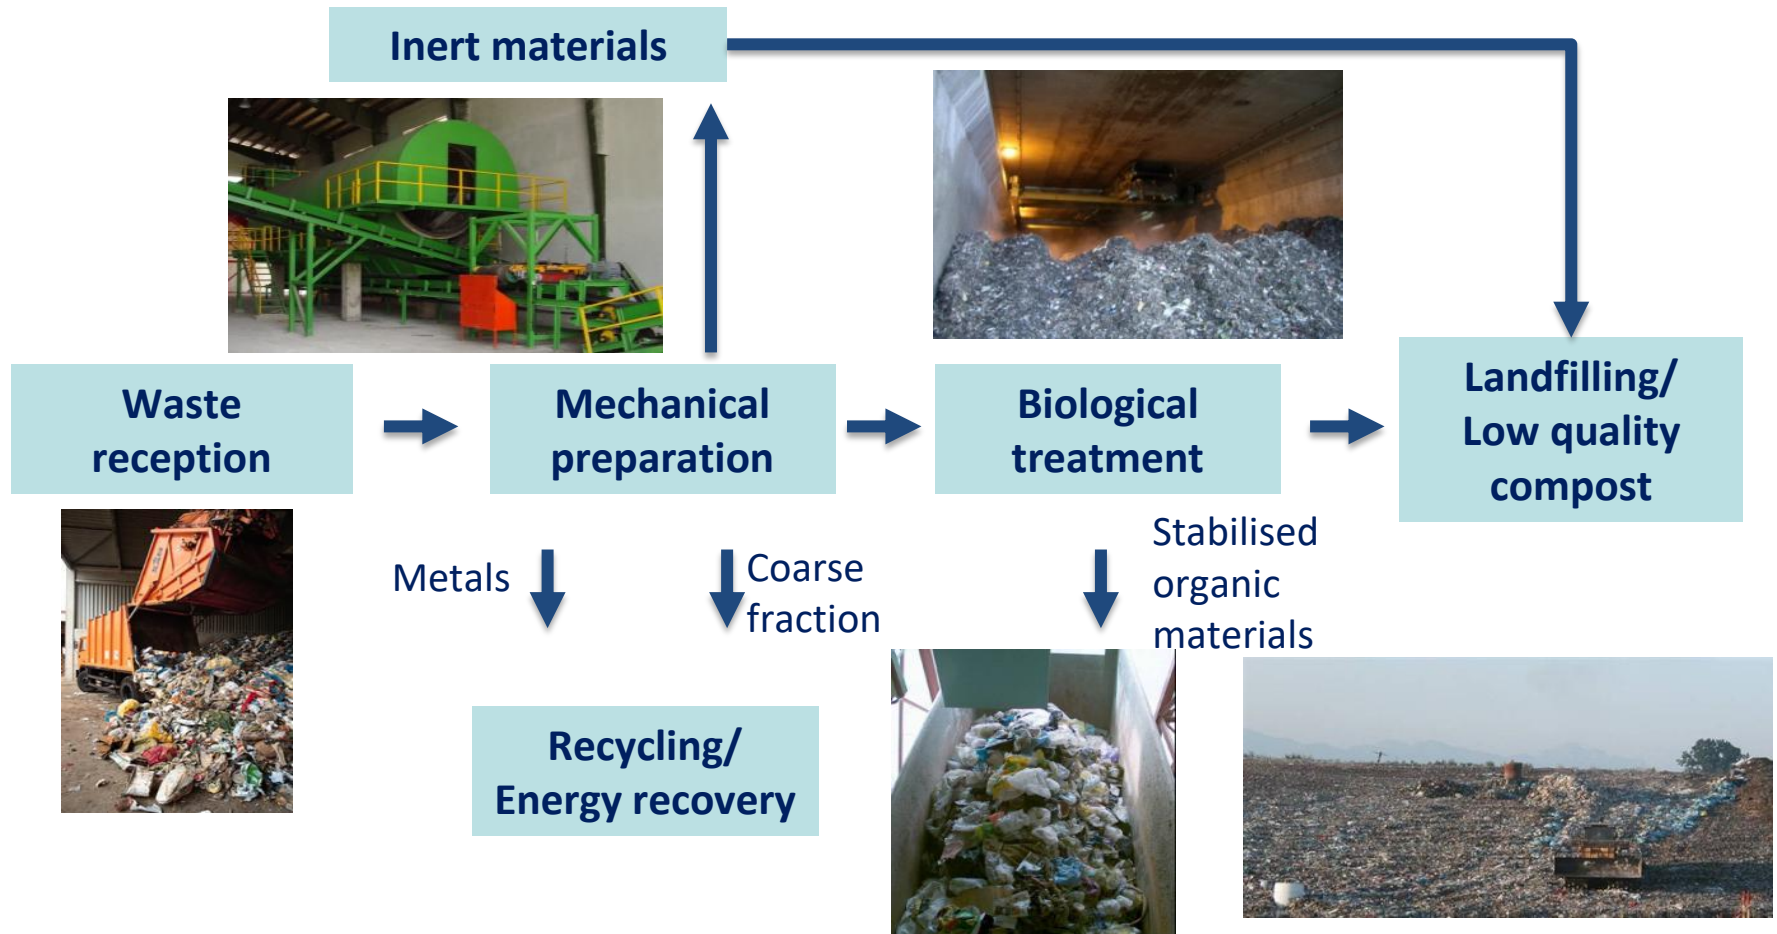 Inert materials
Waste
reception
Mechanical
preparation
Biological
treatment
Landfilling/
Low quality
compost
Metals
Coarse
fraction
Stabilised
organic
materials
Recycling/
Energy recovery